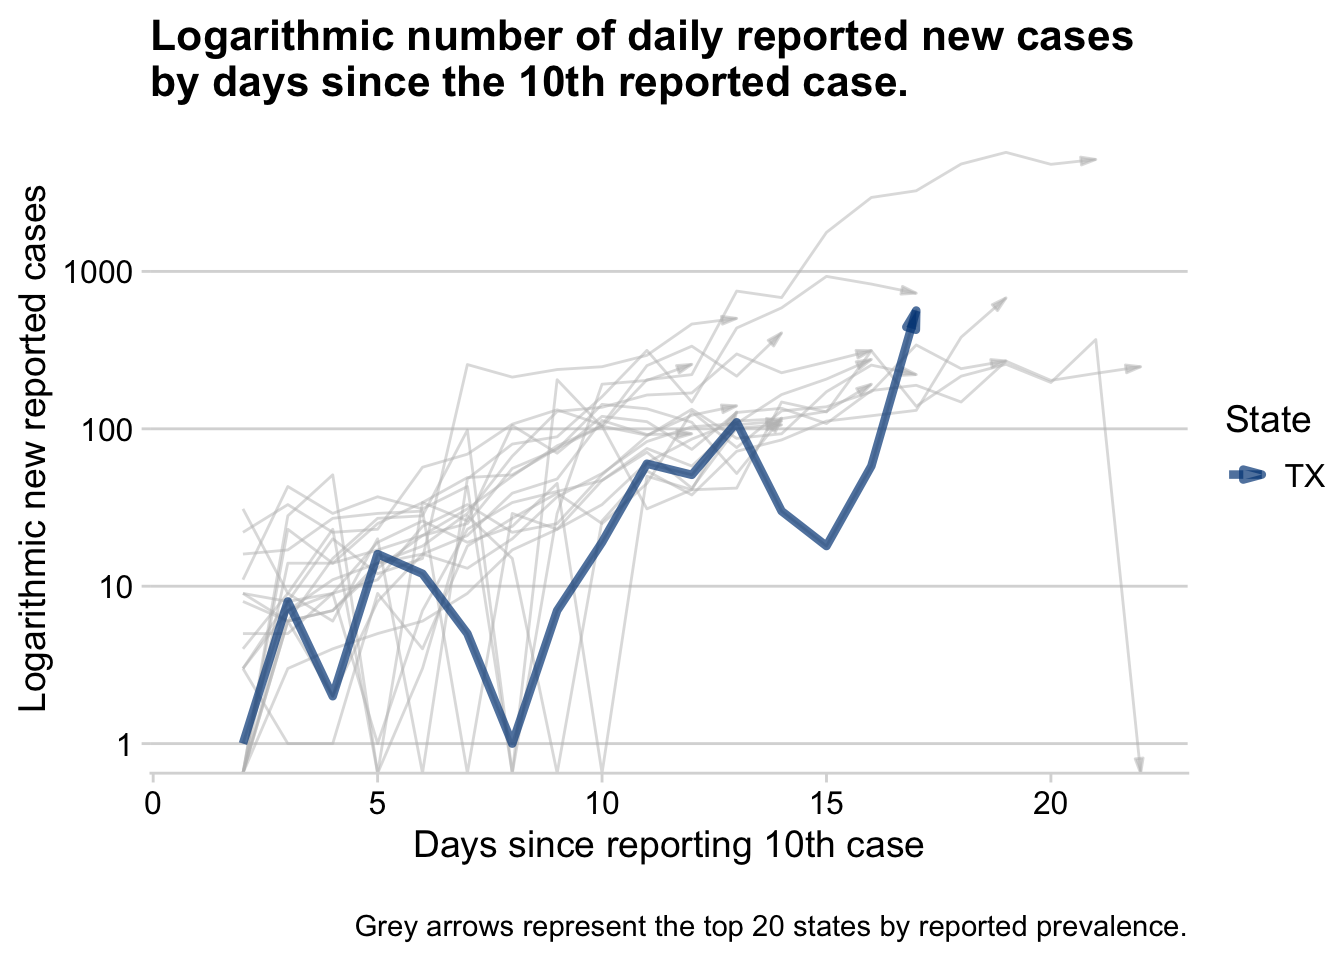 Logarithmic number of daily reported new cases
by days since the 10th reported case.
Logarithmic new reported cases
1000
100
10
1
0 5 10 15 20
Days since reporting 10th case
State
TX
Grey arrows represent the top 20 states by reported prevalence.